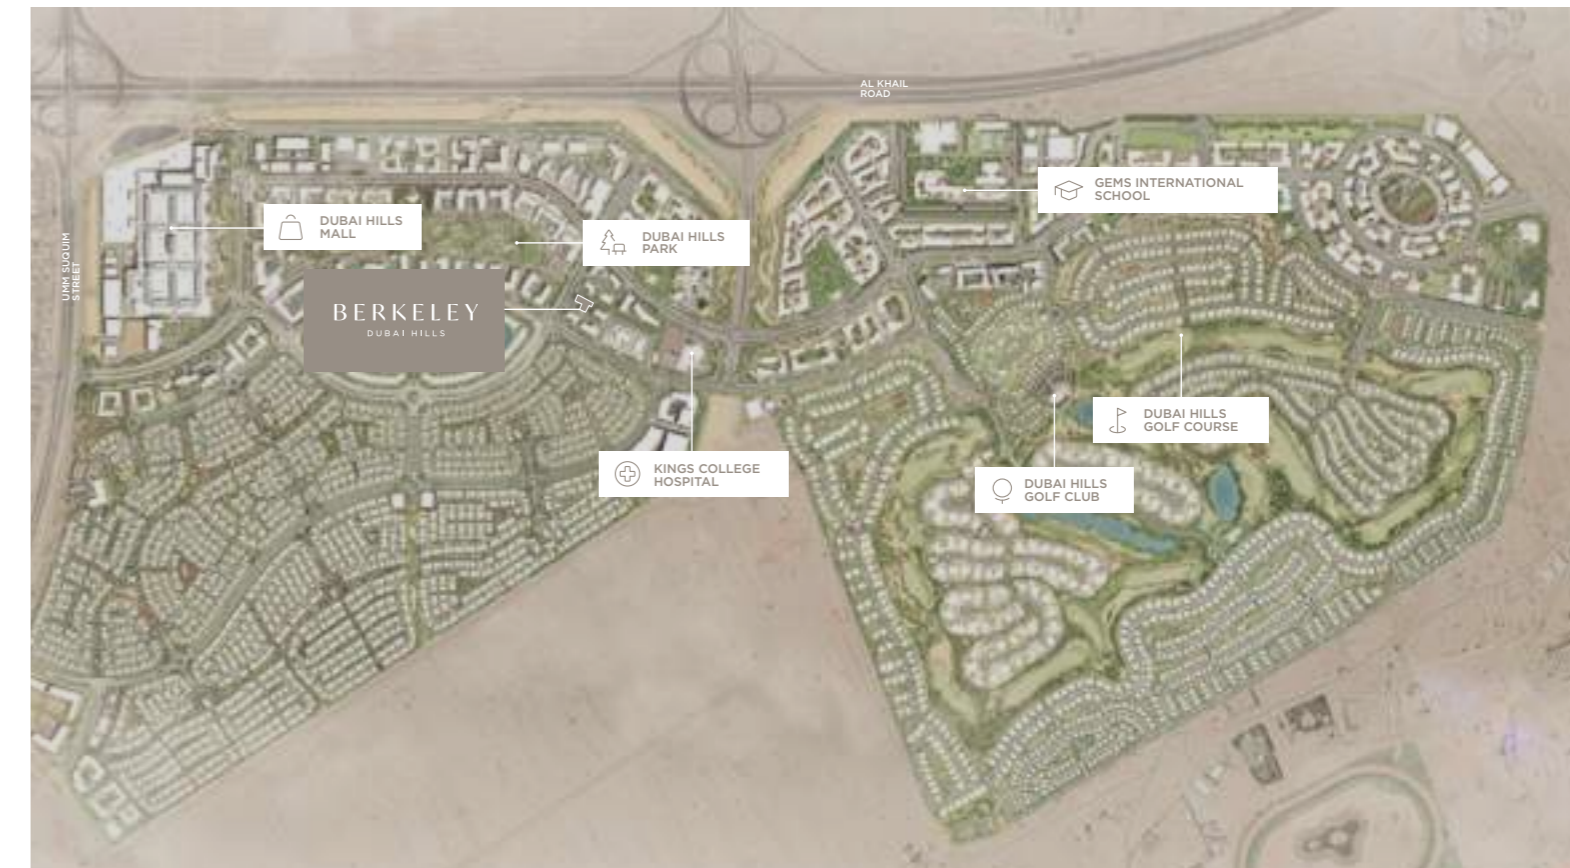 AL KHAIL
ROAD
GEMS INTERNATIONAL
SCHOOL
DUBAI HILLS
MALL
DUBAI HILLS
PARK
UMM SUQUIM
STREET
BERKELEY
DUBAI HILLS
DUBAI HILLS
GOLF COURSE
KINGS COLLEGE
HOSPITAL
DUBAI HILLS
GOLF CLUB